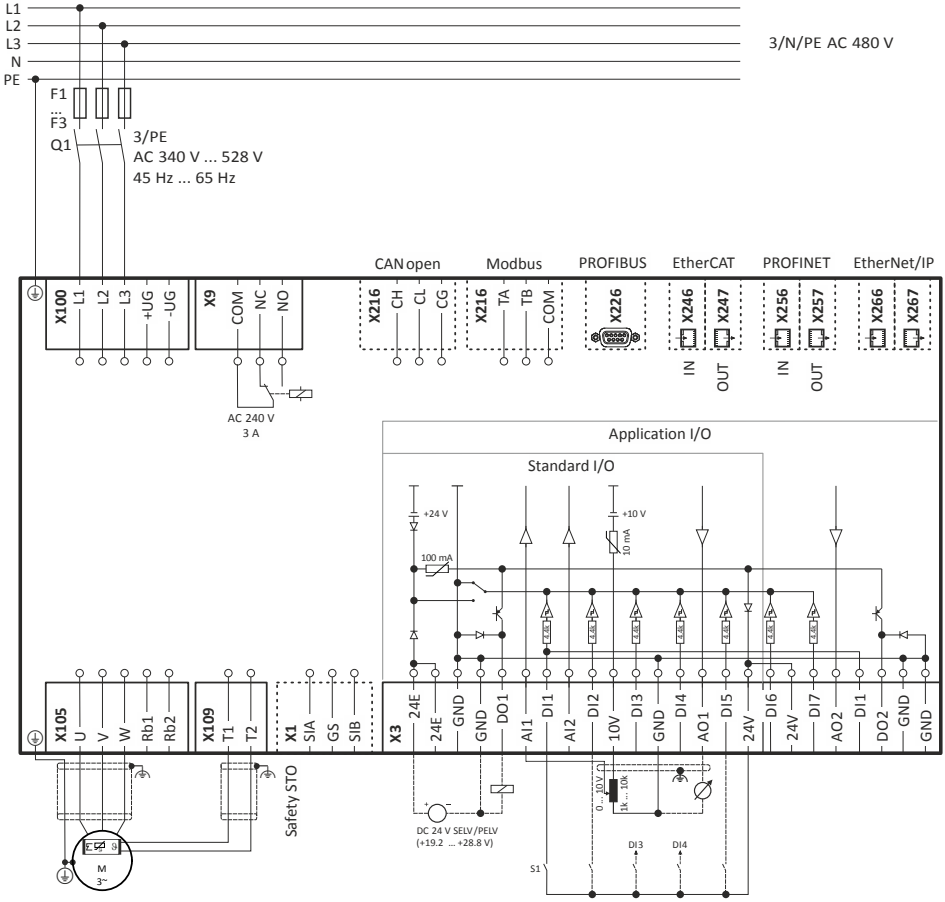 L1
L2
L3
N
PE
3/N/PE AC 480 V
F1
...
F3
Q1
3/PE
AC 340 V ... 528 V
45 Hz ... 65 Hz
CAN open
Modbus
PROFIBUS
EtherCAT
PROFINET
EtherNet/IP
X100
L1
L2
L3
+UG
-UG
X9
COM
NC
NO
X216
CH
CL
CG
X216
TA
TB
COM
X226
X246
X247
X256
X257
X266
X267
IN
OUT
IN
OUT
AC 240 V
3 A
Application I/O
Standard I/O
+24 V
+10 V
10 mA
100 mA
4.4k
4.4k
4.4k
4.4k
4.4k
4.4k
4.4k
X105
U
V
W
Rb1
Rb2
X109
T1
T2
X1
SIA
GS
SIB
X3
24E
24E
GND
GND
DO1
AI1
DI1
AI2
DI2
10V
DI3
GND
DI4
AO1
DI5
24V
DI6
24V
DI7
AO2
DI1
DO2
GND
GND
Safety STO
0 ... 10 V
1k ... 10k
+
−
DC 24 V SELV/PELV
(+19.2 ... +28.8 V)
S1
DI3
DI4
ϑ
M
3~